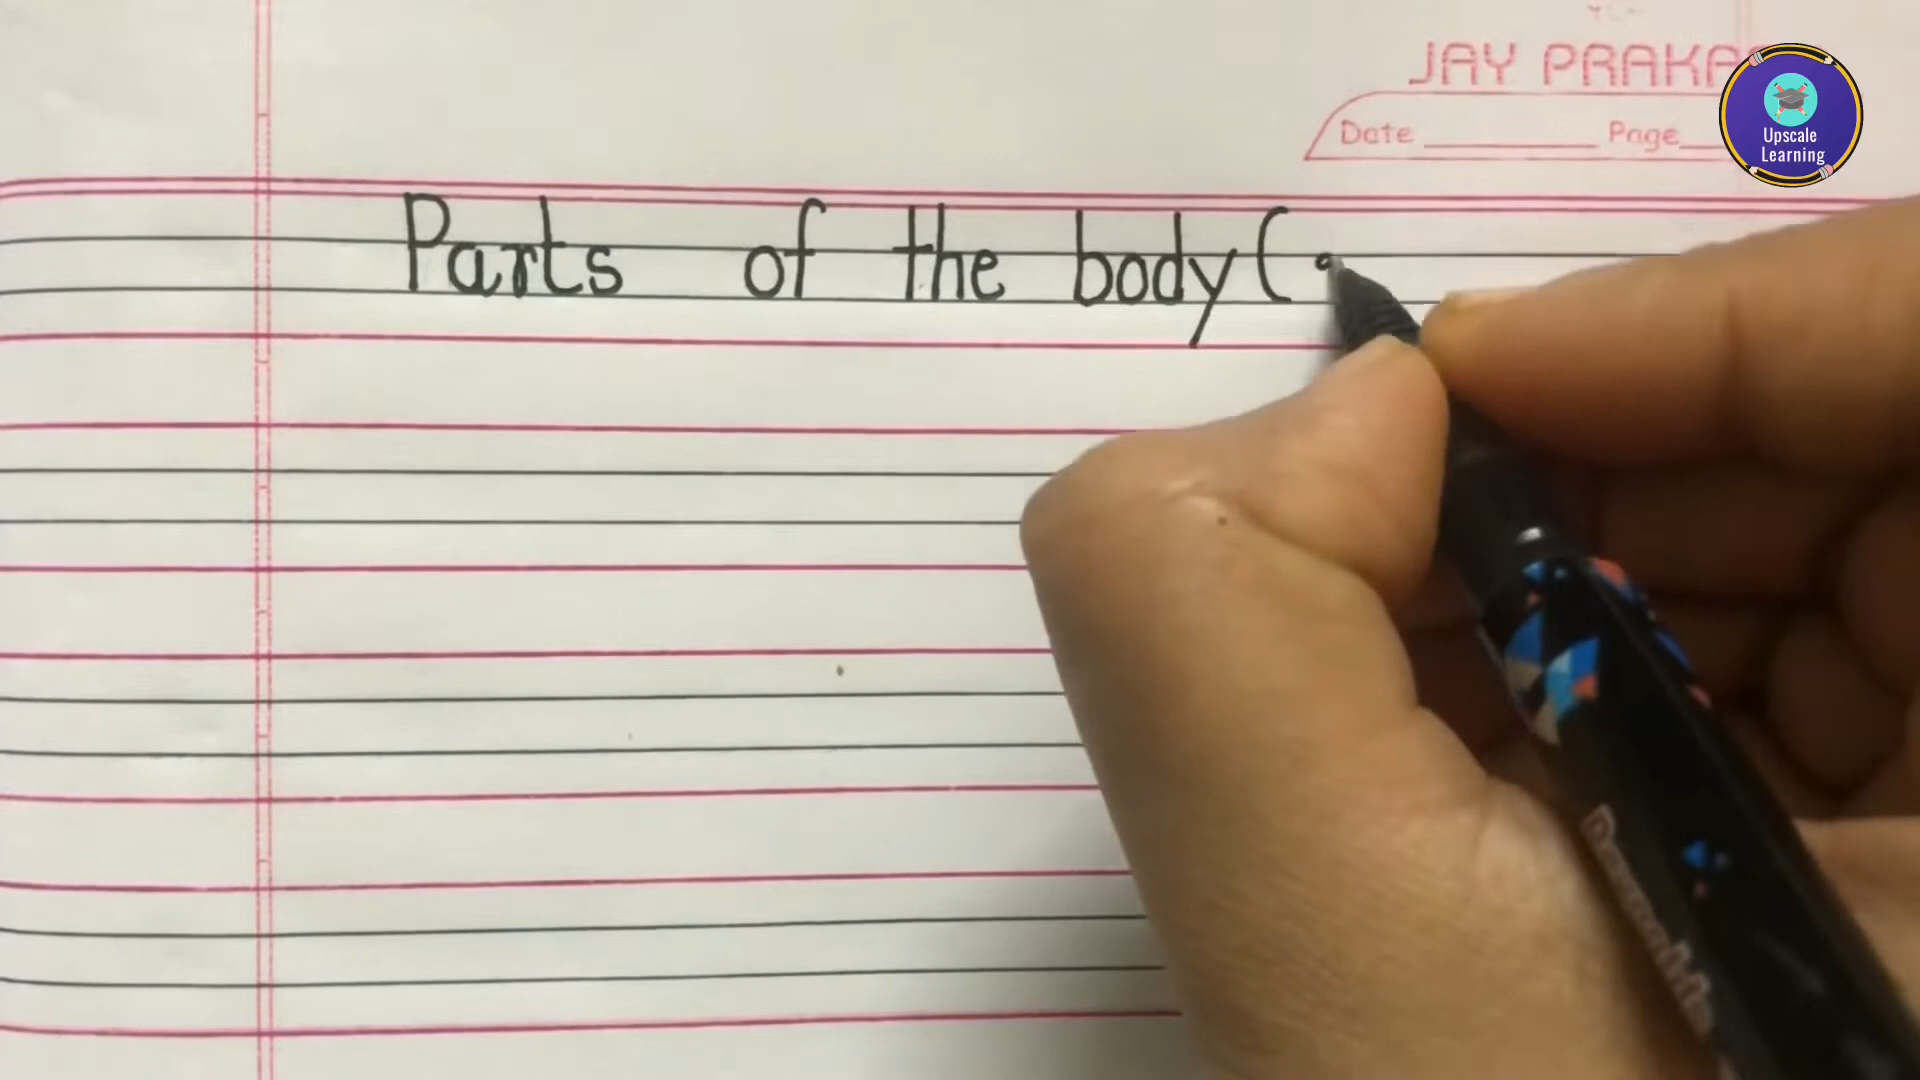 JAY PRAKA
Date
Page
Upscale
Learning
Parts of the body (